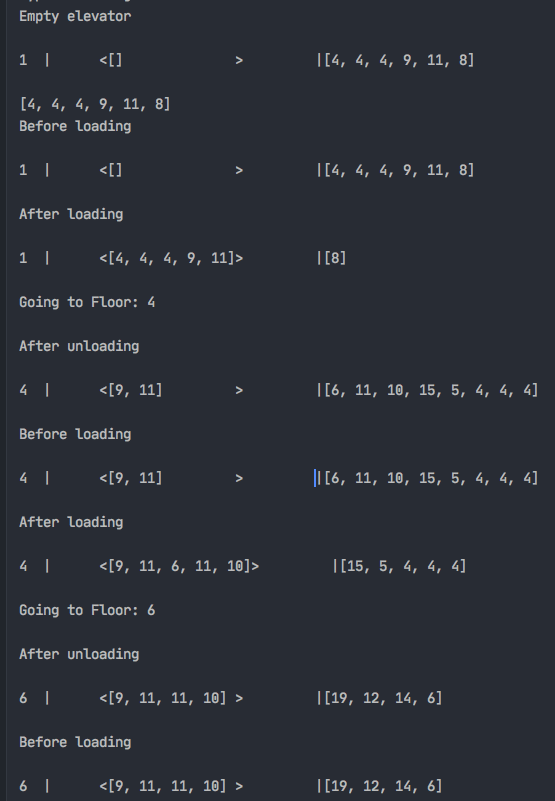 Empty elevator
1  |      <[]              >         |[4, 4, 4, 9, 11, 8]
[4, 4, 4, 9, 11, 8]
Before loading
1  |      <[]              >         |[4, 4, 4, 9, 11, 8]
After loading
1  |      <[4, 4, 4, 9, 11]>         |[8]
Going to Floor: 4
After unloading
4  |      <[9, 11]         >         |[6, 11, 10, 15, 5, 4, 4, 4]
Before loading
4  |      <[9, 11]         >         |[6, 11, 10, 15, 5, 4, 4, 4]
After loading
4  |      <[9, 11, 6, 11, 10]>         |[15, 5, 4, 4, 4]
Going to Floor: 6
After unloading
6  |      <[9, 11, 11, 10] >         |[19, 12, 14, 6]
Before loading
6  |      <[9, 11, 11, 10] >         |[19, 12, 14, 6]